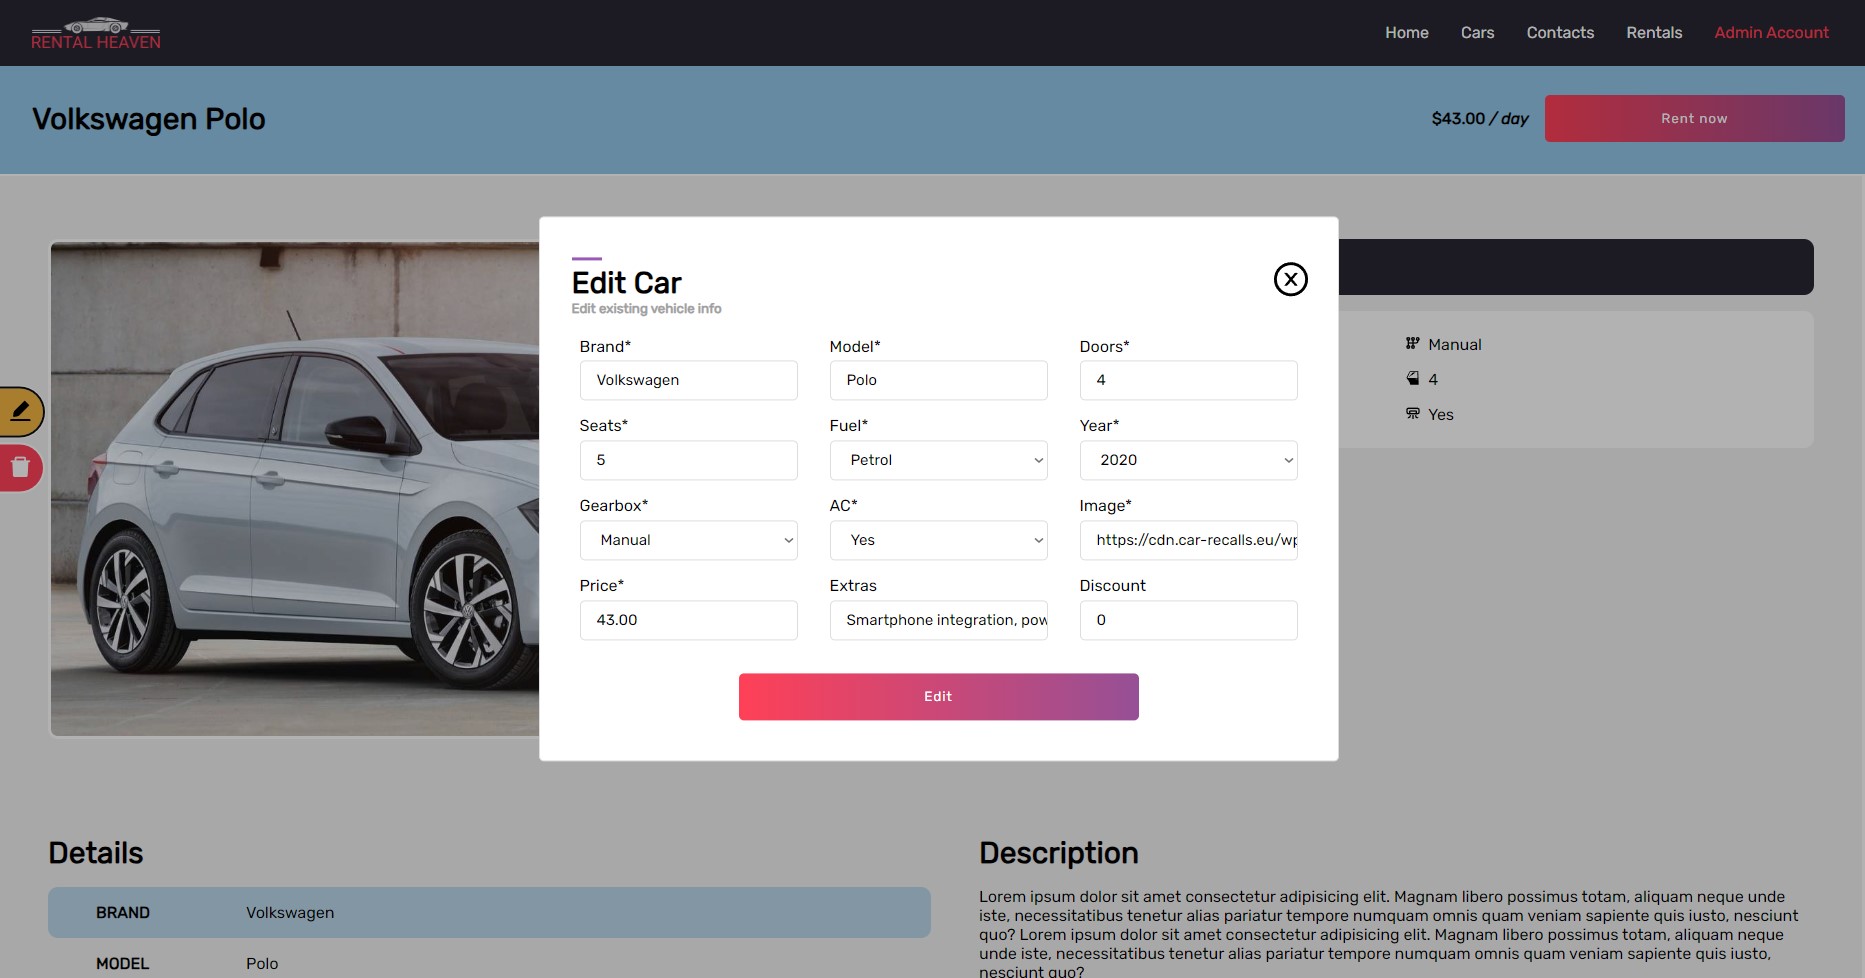 RENTAL HEAVEN
Home Cars Contacts Rentals Admin Account
Volkswagen Polo
$43.00 / day
Rent now
Edit Car
X
Edit existing vehicle info
Brand* Model* Doors*
Volkswagen Polo 4
Seats* Fuel* Year*
5 Petrol 2020
Gearbox* AC* Image*
Manual Yes https://cdn.car-recalls.eu/wp
Price* Extras Discount
43.00 Smartphone integration, pow 0
Edit
Manual
4
Yes
Details
BRAND Volkswagen
MODEL Polo
Description
Lorem ipsum dolor sit amet consectetur adipisicing elit. Magnam libero possimus totam, aliquam neque unde
iste, necessitatibus tenetur alias pariatur tempore numquam omnis quam veniam sapiente quis iusto, nesciunt
quo? Lorem ipsum dolor sit amet consectetur adipisicing elit. Magnam libero possimus totam, aliquam neque
unde iste, necessitatibus tenetur alias pariatur tempore numquam omnis quam veniam sapiente quis iusto,
nesciunt quo?